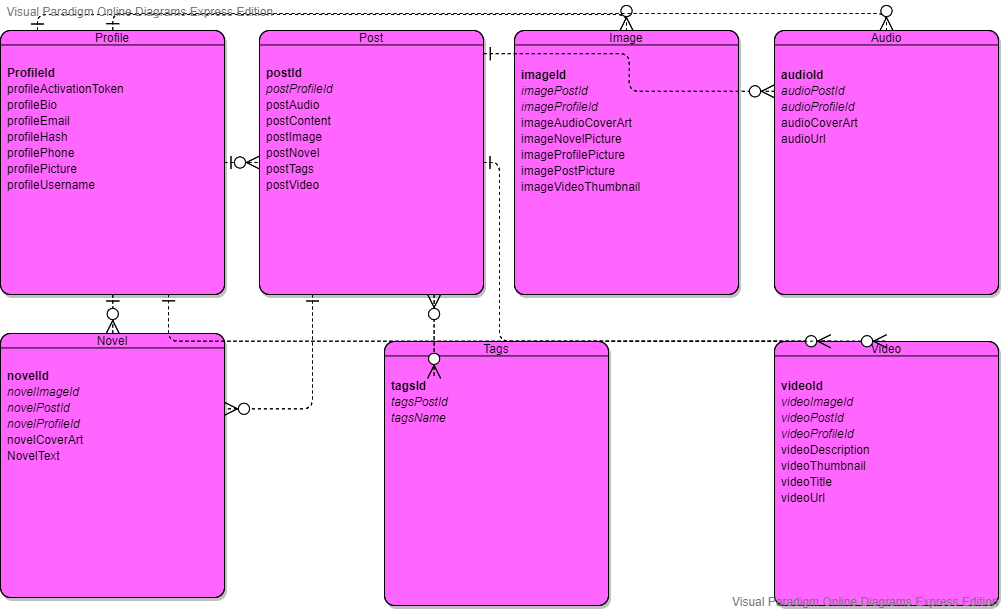 Visual Paradigm Online Diagrams Express Edition
Profile
ProfileId
profileActivationToken
profileBio
profileEmail
profileHash
profilePhone
profilePicture
profileUsername
Post
postId
postProfileId
postAudio
postContent
postImage
postNovel
postTags
postVideo
Image
imageId
imagePostId
imageProfileId
imageAudioCoverArt
imageNovelPicture
imageProfilePicture
imagePostPicture
imageVideoThumbnail
Audio
audioId
audioPostId
audioProfileId
audioCoverArt
audioUrl
Novel
novelId
novelImageId
novelPostId
novelProfileId
novelCoverArt
NovelText
Tags
tagsId
tagsPostId
tagsName
Video
videoId
videoImageId
videoPostId
videoProfileId
videoDescription
videoThumbnail
videoTitle
videoUrl
Visual Paradigm Online Diagrams Express Edition